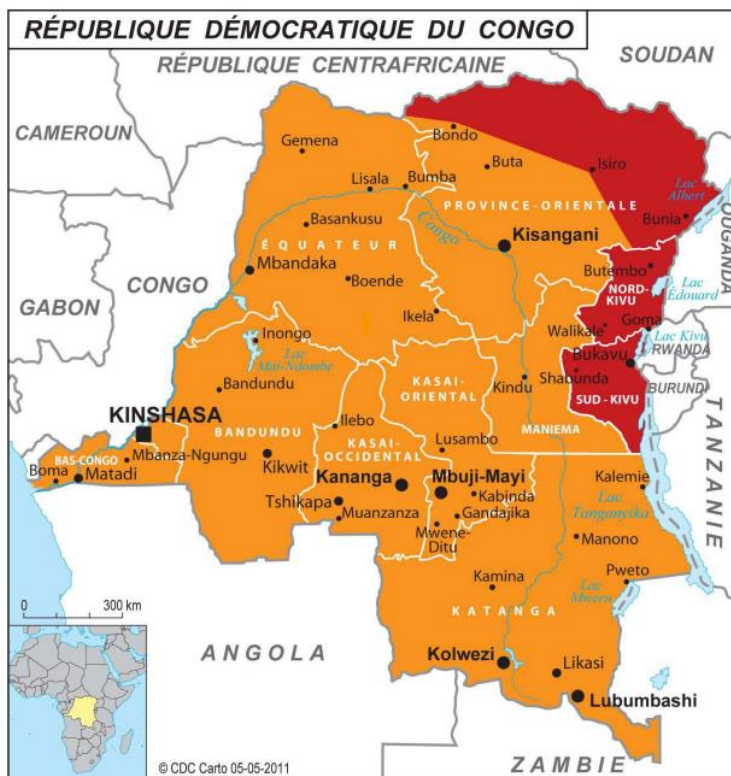 RÉPUBLIQUE DÉMOCRATIQUE DU CONGO
SOUDAN
RÉPUBLIQUE CENTRAFRICAINE
CAMEROUN
Bondo
Gemena
Buta
Isiro
Lisala
Bumba
Lac
Albert
PROVINCE-ORIENTALE
Basankusu
Congo
Bunia
OUGANDA
ÉQUATEUR
Kisangani
Mbandaka
Butembo
CONGO
Boende
NORD-
KIVU
Lac
Édouard
GABON
Ikela
Walikale
Goma
Inongo
Lac
Mai-Ndombe
Lac Kivu
Bukavu
RWANDA
Bandundu
KASAI-
ORIENTAL
Kindu
Shabunda
BURUNDI
SUD-KIVU
KINSHASA
Ilebo
BANDUNDU
KASAI-
OCCIDENTAL
Lusambo
MANIEMA
TANZANIE
BAS-CONGO
Mbanza-Ngungu
Kikwit
Boma
Matadi
Kananga
Mbuji-Mayi
Kalemie
Tshikapa
Kabinda
Lac
Tanganyika
Muanzanza
Gandajika
Mwene-
Ditu
Manono
Kamina
Pweto
Lac
Mweru
0
300 km
KATANGA
ANGOLA
Kolwezi
Likasi
Lubumbashi
© CDC Carto 05-05-2011
ZAMBIE